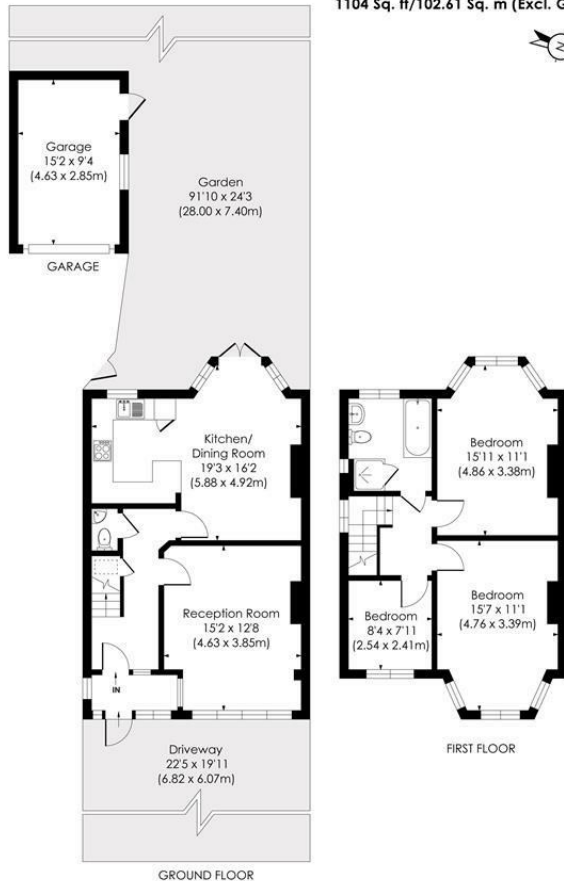 1104 Sq. ft/102.61 Sq. m (Excl. G
N
Garage
15'2 x 9'4
(4.63 x 2.85m)
GARAGE
Garden
91'10 x 24'3
(28.00 x 7.40m)
Kitchen/
Dining Room
19'3 x 16'2
(5.88 x 4.92m)
Reception Room
15'2 x 12'8
(4.63 x 3.85m)
IN
Driveway
22'5 x 19'11
(6.82 x 6.07m)
GROUND FLOOR
Bedroom
15'11 x 11'1
(4.86 x 3.38m)
Bedroom
8'4 x 7'11
(2.54 x 2.41m)
Bedroom
15'7 x 11'1
(4.76 x 3.39m)
FIRST FLOOR